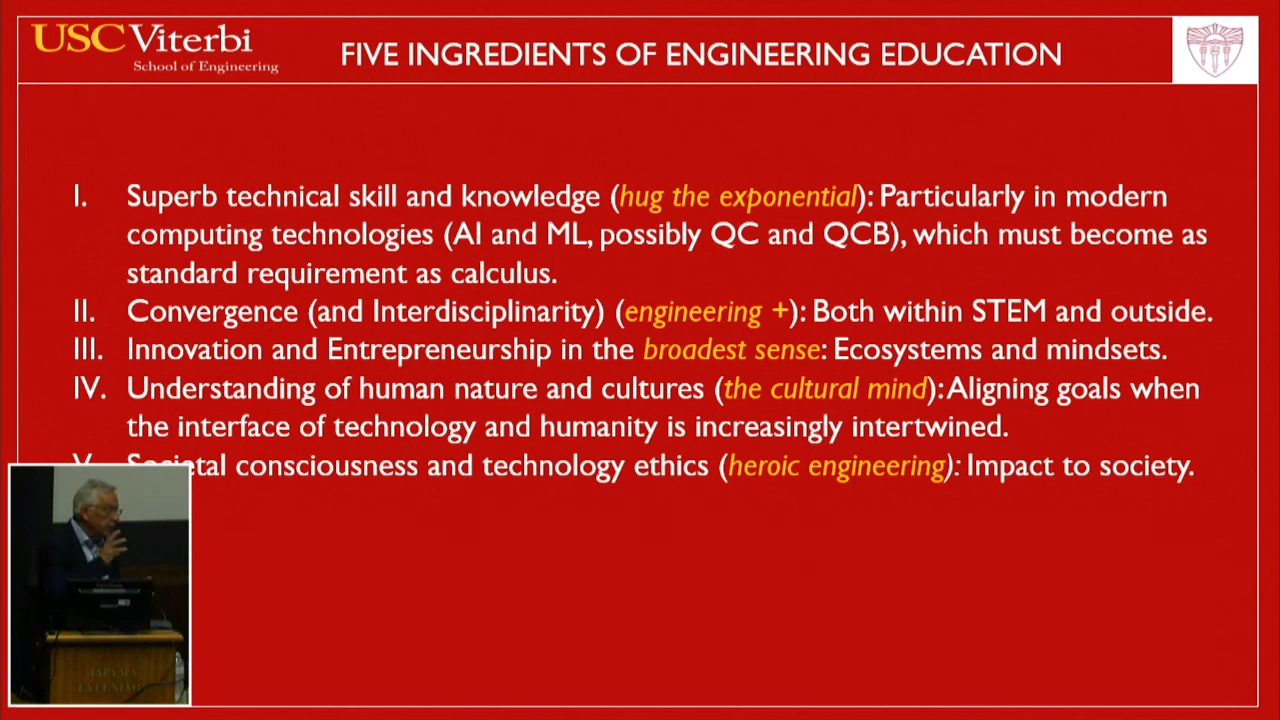 USC Viterbi
School of Engineering
FIVE INGREDIENTS OF ENGINEERING EDUCATION
I. Superb technical skill and knowledge (hug the exponential): Particularly in modern
computing technologies (AI and ML, possibly QC and QCB), which must become as
standard requirement as calculus.
II. Convergence (and Interdisciplinarity) (engineering +): Both within STEM and outside.
III. Innovation and Entrepreneurship in the broadest sense: Ecosystems and mindsets.
IV. Understanding of human nature and cultures (the cultural mind): Aligning goals when
the interface of technology and humanity is increasingly intertwined.
V. Societal consciousness and technology ethics (heroic engineering): Impact to society.